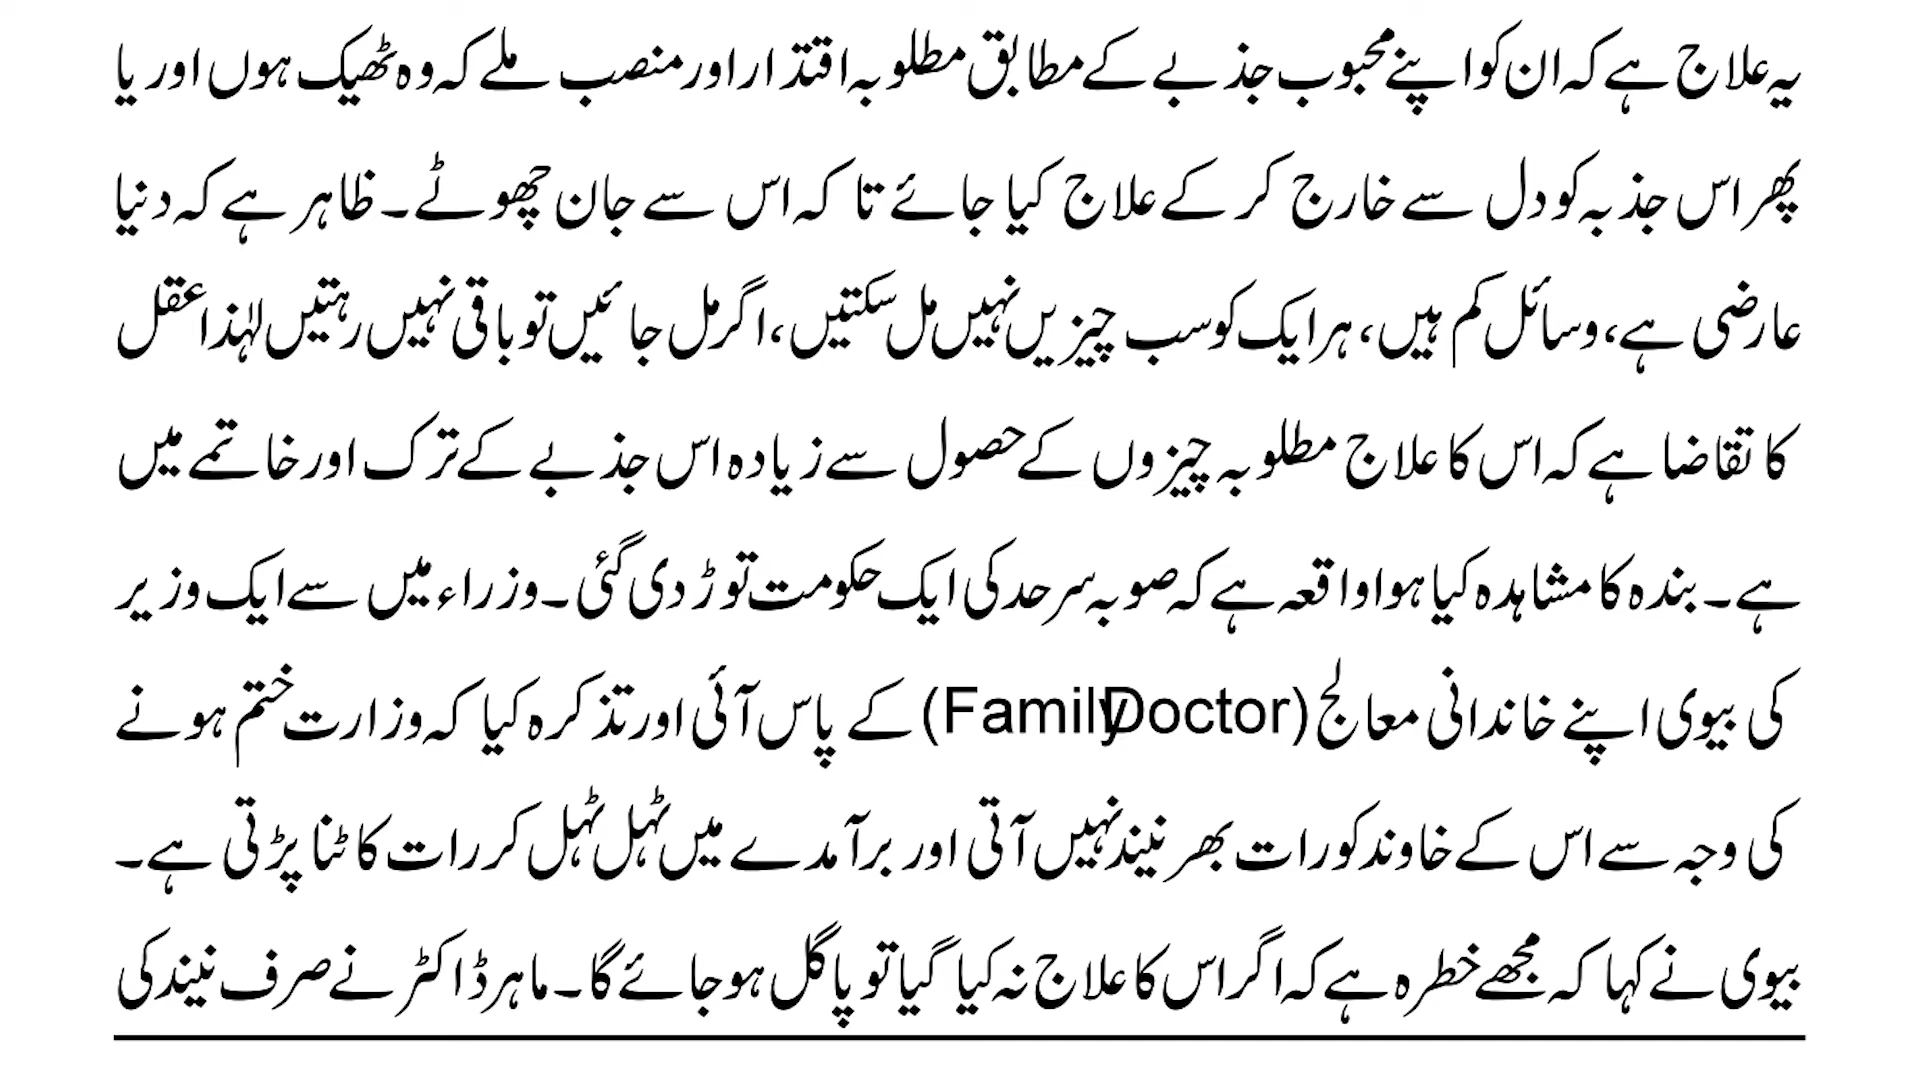 یہ علاج ہے کہ ان کو اپنے محبوب جذبے کے مطابق مطلوبہ اقتدار اور منصب ملے کہ وہ ٹھیک ہوں اور یا
پھر اس جذبہ کو دل سے خارج کر کے علاج کیا جائے تا کہ اس سے جان چھوٹے۔ ظاہر ہے کہ دنیا
عارضی ہے، وسائل کم ہیں، ہر ایک کو سب چیزیں نہیں مل سکتیں، اگر مل جائیں تو باقی نہیں رہتیں لہٰذا عقل
کا تقاضا ہے کہ اس کا علاج مطلوبہ چیزوں کے حصول سے زیادہ اس جذبے کے ترک اور خاتمے میں
ہے۔ بندہ کا مشاہدہ کیا ہوا واقعہ ہے کہ صوبہ سرحد کی ایک حکومت توڑ دی گئی۔ وزراء میں سے ایک وزیر
کی بیوی اپنے خاندانی معالج (Family Doctor) کے پاس آئی اور تذکرہ کیا کہ وزارت ختم ہونے
کی وجہ سے اس کے خاوند کو رات بھر نیند نہیں آتی اور برآمدے میں ٹہل ٹہل کر رات کاٹنا پڑتی ہے۔
بیوی نے کہا کہ مجھے خطرہ ہے کہ اگر اس کا علاج نہ کیا گیا تو پاگل ہو جائے گا۔ ماہر ڈاکٹر نے صرف نیند کی